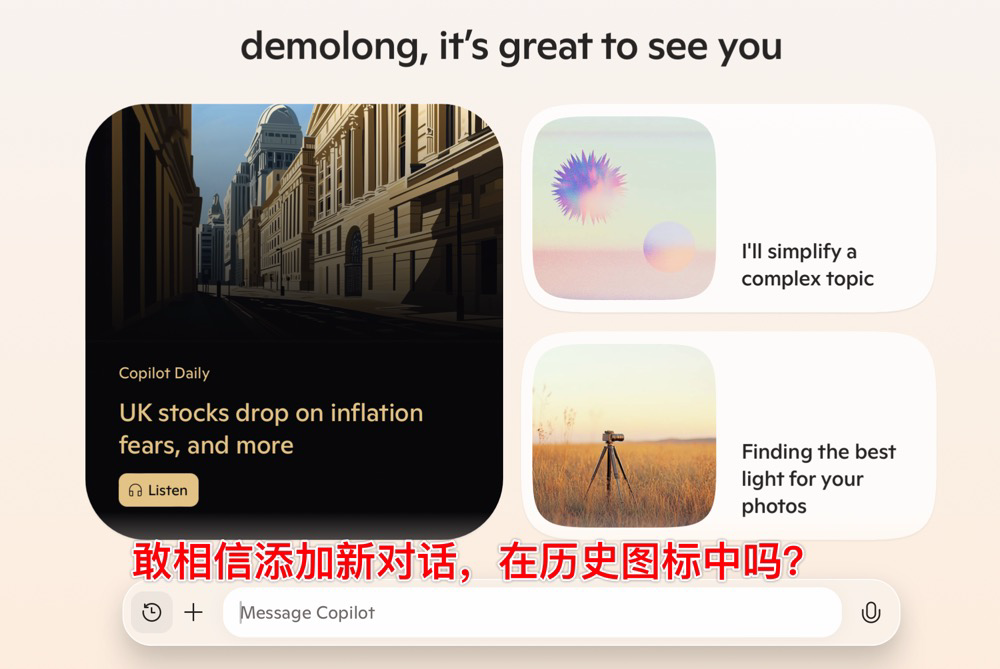 demolong, it’s great to see you
I'll simplify a
complex topic
Copilot Daily
UK stocks drop on inflation
fears, and more
Listen
Finding the best
light for your
photos
敢相信添加新对话，在历史图标中吗？
Message Copilot